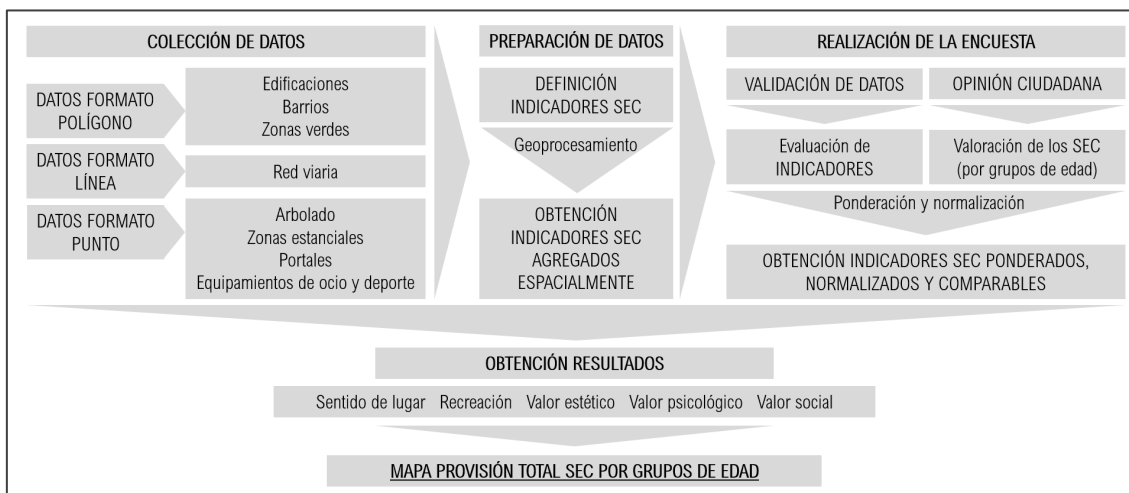 COLECCIÓN DE DATOS
DATOS FORMATO
POLÍGONO
Edificaciones
Barrios
Zonas verdes
DATOS FORMATO
LÍNEA
Red viaria
DATOS FORMATO
PUNTO
Arbolado
Zonas estanciales
Portales
Equipamientos de ocio y deporte
PREPARACIÓN DE DATOS
DEFINICIÓN
INDICADORES SEC
Geoprocesamiento
OBTENCIÓN
INDICADORES SEC
AGREGADOS
ESPACIALMENTE
REALIZACIÓN DE LA ENCUESTA
VALIDACIÓN DE DATOS
OPINIÓN CIUDADANA
Evaluación de
INDICADORES
Valoración de los SEC
(por grupos de edad)
Ponderación y normalización
OBTENCIÓN INDICADORES SEC PONDERADOS,
NORMALIZADOS Y COMPARABLES
OBTENCIÓN RESULTADOS
Sentido de lugar Recreación Valor estético Valor psicológico Valor social
MAPA PROVISIÓN TOTAL SEC POR GRUPOS DE EDAD